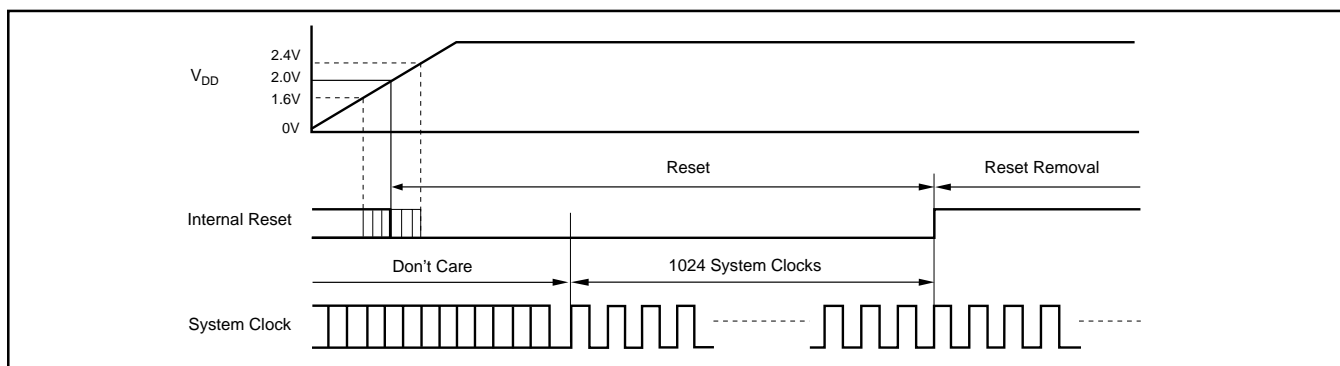 2.4V
V_DD
2.0V
1.6V
0V
Reset
Reset Removal
Internal Reset
Don't Care
1024 System Clocks
System Clock